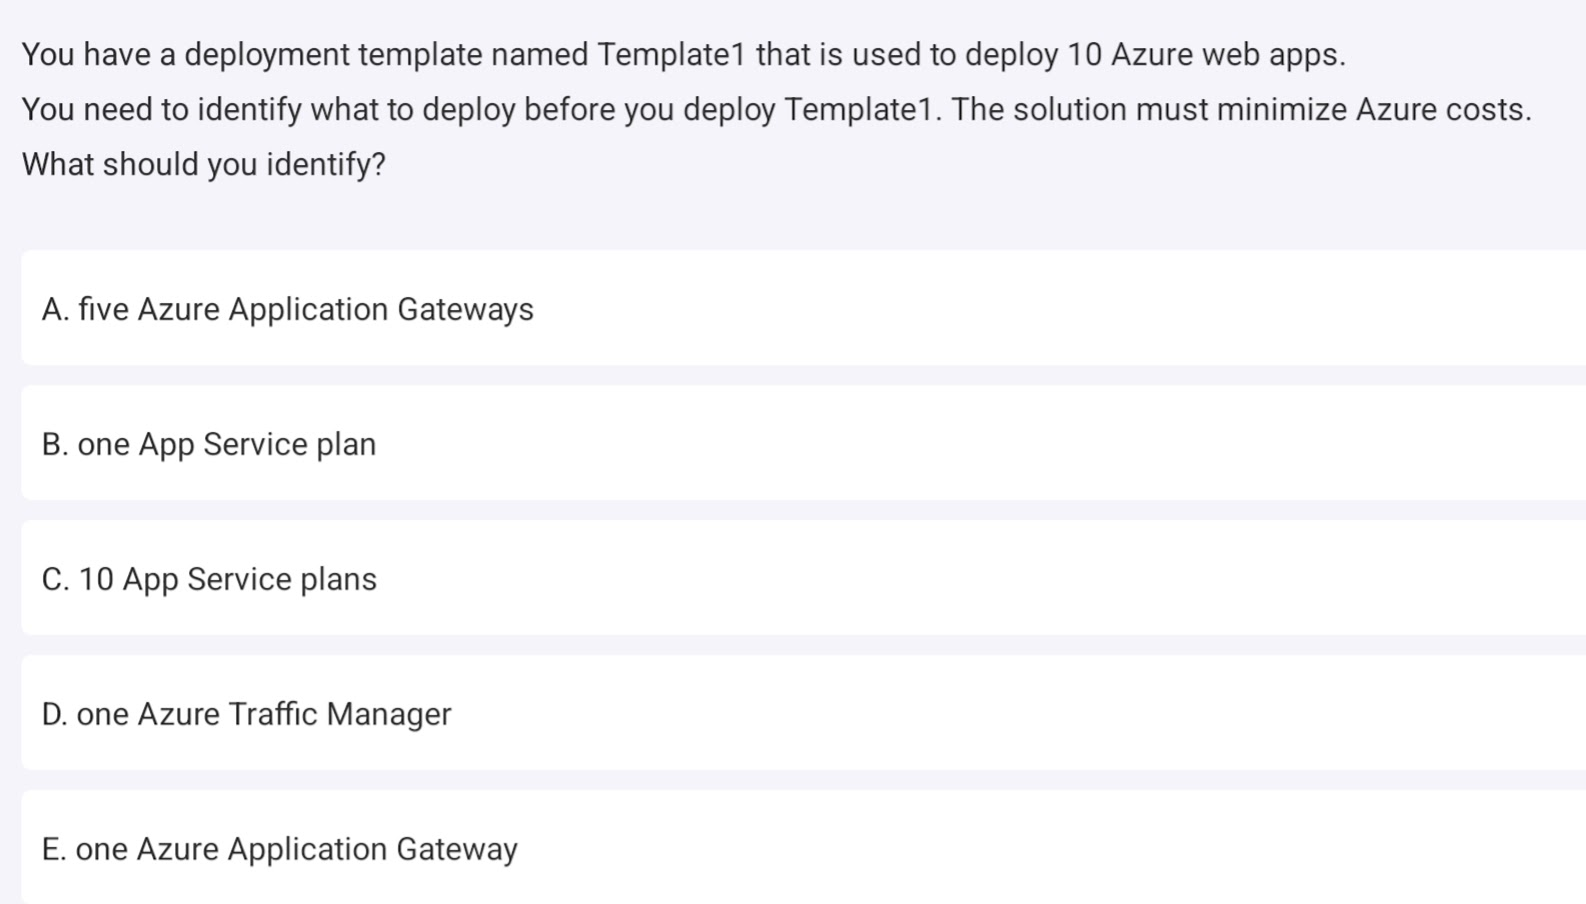 You have a deployment template named Template1 that is used to deploy 10 Azure web apps.
You need to identify what to deploy before you deploy Template1. The solution must minimize Azure costs.
What should you identify?
A. five Azure Application Gateways
B. one App Service plan
C. 10 App Service plans
D. one Azure Traffic Manager
E. one Azure Application Gateway